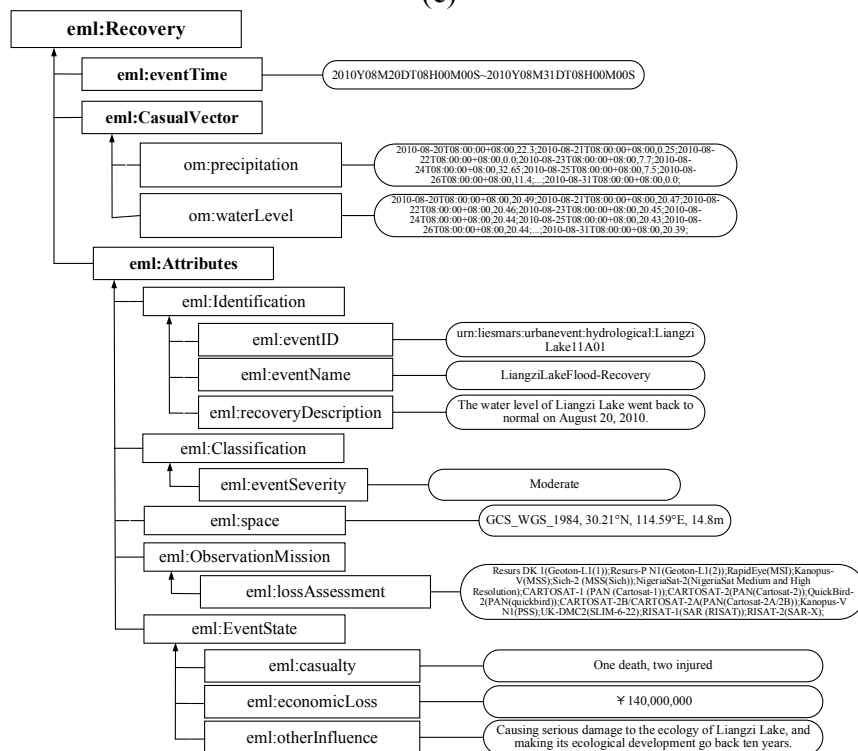 (c)
eml:Recovery
eml:eventTime
2010Y08M20DT08H00M00S~2010Y08M31DT08H00M00S
eml:CasualVector
om:precipitation
2010-08-20T08:00:00+08:00,22.3;2010-08-21T08:00:00+08:00,0.25;2010-08-
22T08:00:00+08:00,0.0;2010-08-23T08:00:00+08:00,7.7;2010-08-
24T08:00:00+08:00,32.65;2010-08-25T08:00:00+08:00,7.5;2010-08-
26T08:00:00+08:00,11.4;...;2010-08-31T08:00:00+08:00,0.0;
om:waterLevel
2010-08-20T08:00:00+08:00,20.49;2010-08-21T08:00:00+08:00,20.47;2010-08-
22T08:00:00+08:00,20.46;2010-08-23T08:00:00+08:00,20.45;2010-08-
24T08:00:00+08:00,20.44;2010-08-25T08:00:00+08:00,20.43;2010-08-
26T08:00:00+08:00,20.44;...;2010-08-31T08:00:00+08:00,20.39;
eml:Attributes
eml:Identification
eml:eventID
urn:liesmars:urbanevent:hydrological:Liangzi
Lake11A01
eml:eventName
LiangziLakeFlood-Recovery
eml:recoveryDescription
The water level of Liangzi Lake went back to
normal on August 20, 2010.
eml:Classification
eml:eventSeverity
Moderate
eml:space
GCS_WGS_1984, 30.21°N, 114.59°E, 14.8m
eml:ObservationMission
eml:lossAssessment
Resurs DK 1(Geoton-L1(1));Resurs-P N1(Geoton-L1(2));RapidEye(MSI);Kanopus-
V(MSS);Sich-2 (MSS(Sich));NigeriaSat-2(NigeriaSat Medium and High
Resolution);CARTOSAT-1 (PAN (Cartosat-1));CARTOSAT-2(PAN(Cartosat-2));QuickBird-
2(PAN(quickbird));CARTOSAT-2B/CARTOSAT-2A(PAN(Cartosat-2A/2B));Kanopus-V
N1(PSS);UK-DMC2(SLIM-6-22);RISAT-1(SAR (RISAT));RISAT-2(SAR-X);
eml:EventState
eml:casualty
One death, two injured
eml:economicLoss
¥140,000,000
eml:otherInfluence
Causing serious damage to the ecology of Liangzi Lake, and
making its ecological development go back ten years.